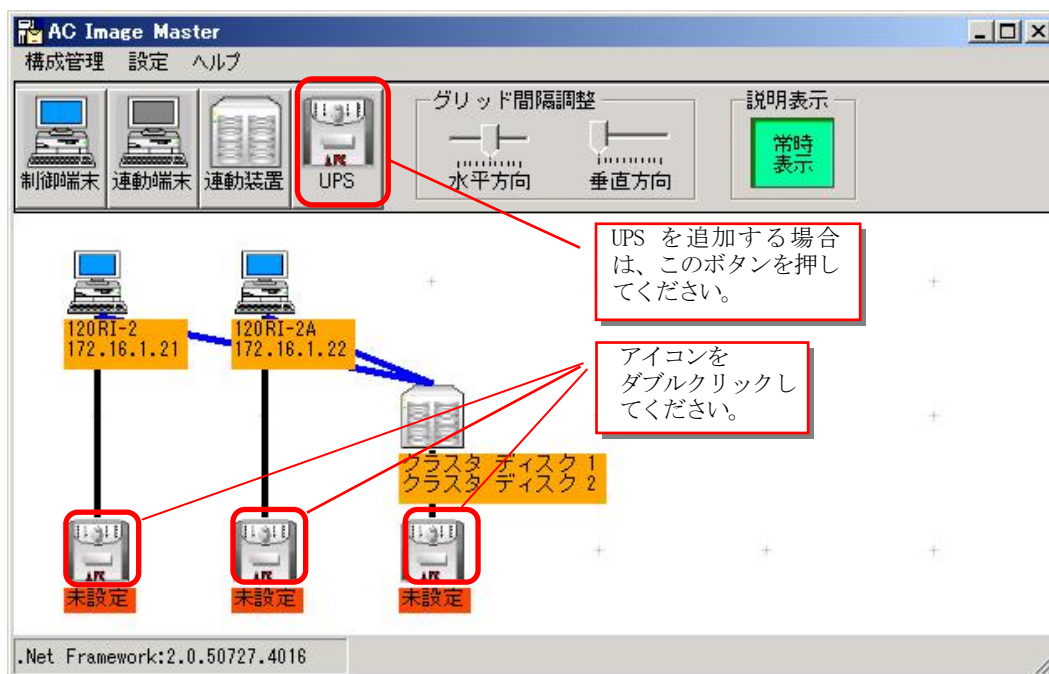 AC Image Master
構成管理 設定 ヘルプ
制御端末
連動端末
連動装置
UPS
グリッド間隔調整
水平方向
垂直方向
説明表示
常時
表示
UPS を追加する場合
は、このボタンを押し
てください。
120RI-2
172.16.1.21
120RI-2A
172.16.1.22
アイコンを
ダブルクリックし
てください。
クラスタ ディスク 1
クラスタ ディスク 2
未設定
未設定
未設定
.Net Framework:2.0.50727.4016